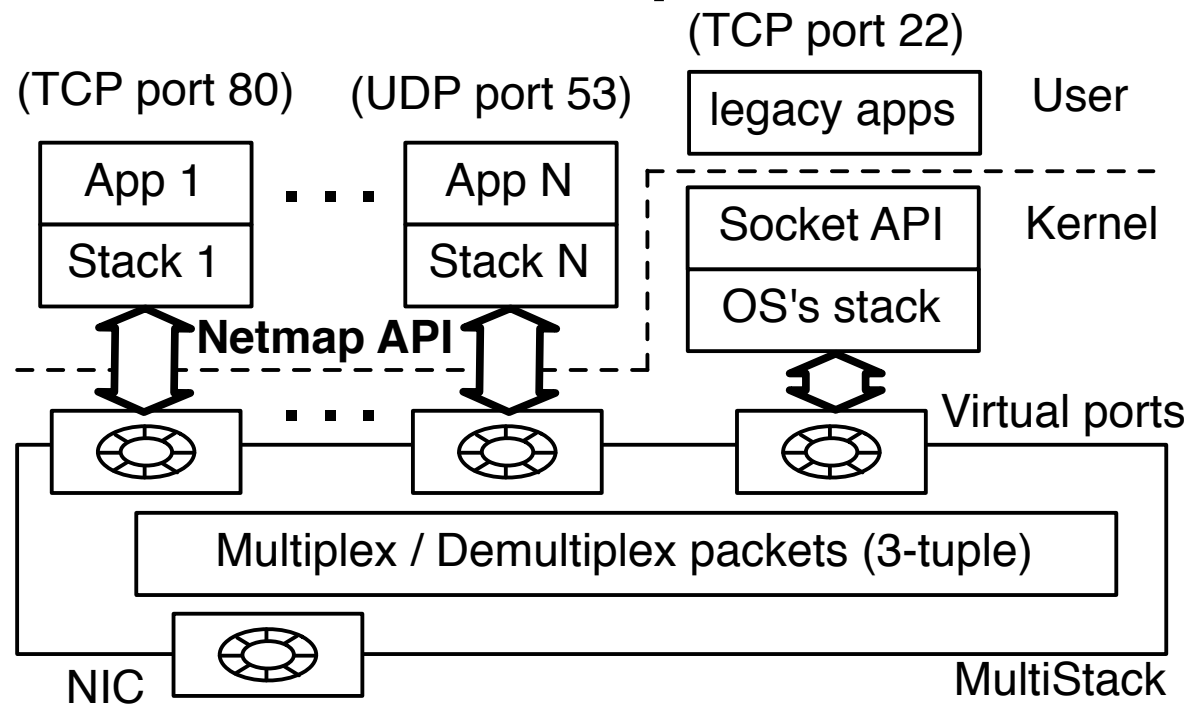 (TCP port 22)
(TCP port 80)
(UDP port 53)
legacy apps
User
App 1
. . .
App N
Socket API
Kernel
Stack 1
Stack N
OS's stack
Netmap API
. . .
Virtual ports
Multiplex / Demultiplex packets (3-tuple)
NIC
MultiStack